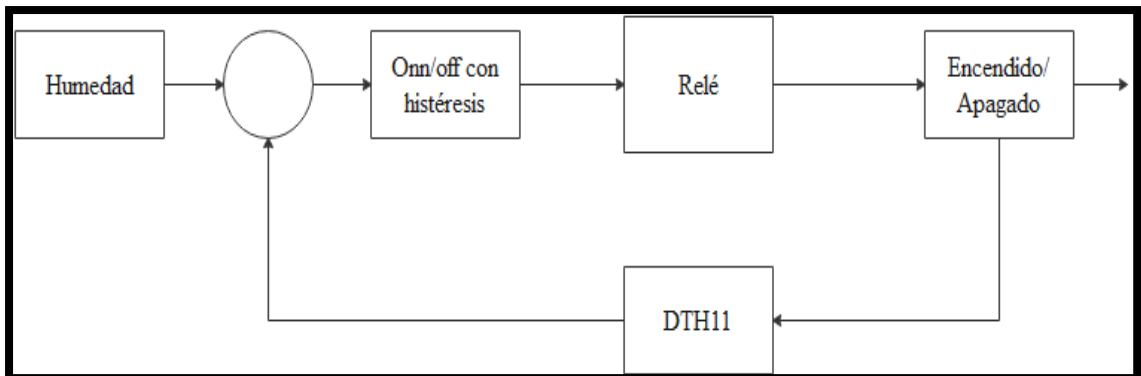 Humedad
Onn/off con
histéresis
Relé
Encendido/
Apagado
DTH11